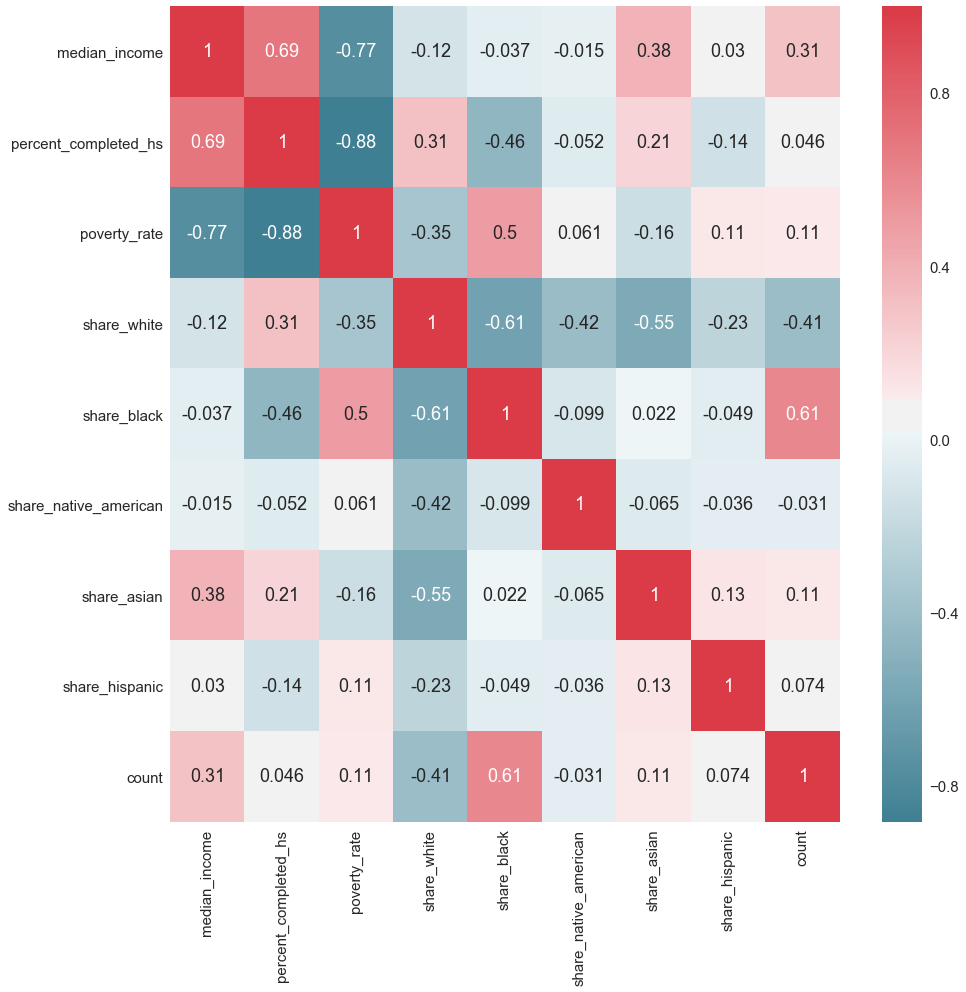 median_income 1 0.69 -0.77 -0.12 -0.037 -0.015 0.38 0.03 0.31
percent_completed_hs 0.69 1 -0.88 0.31 -0.46 -0.052 0.21 -0.14 0.046
poverty_rate -0.77 -0.88 1 -0.35 0.5 0.061 -0.16 0.11 0.11
share_white -0.12 0.31 -0.35 1 -0.61 -0.42 -0.55 -0.23 -0.41
share_black -0.037 -0.46 0.5 -0.61 1 -0.099 0.022 -0.049 0.61
share_native_american -0.015 -0.052 0.061 -0.42 -0.099 1 -0.065 -0.036 -0.031
share_asian 0.38 0.21 -0.16 -0.55 0.022 -0.065 1 0.13 0.11
share_hispanic 0.03 -0.14 0.11 -0.23 -0.049 -0.036 0.13 1 0.074
count 0.31 0.046 0.11 -0.41 0.61 -0.031 0.11 0.074 1
median_income
percent_completed_hs
poverty_rate
share_white
share_black
share_native_american
share_asian
share_hispanic
count
0.8
0.4
0.0
−0.4
−0.8